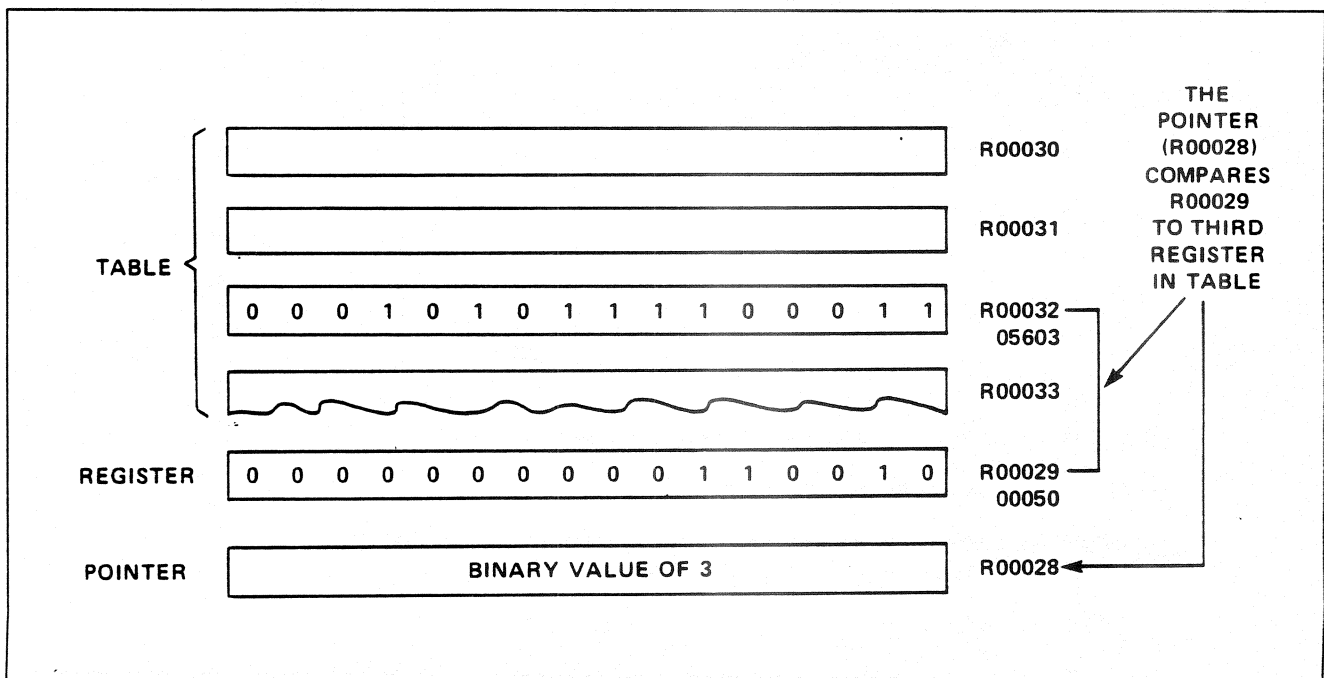 THE
POINTER
(R00028)
COMPARES
R00029
TO THIRD
REGISTER
IN TABLE
TABLE
R00030
R00031
0 0 0 1 0 1 0 1 1 1 1 0 0 0 1 1
R00032
05603
R00033
REGISTER
0 0 0 0 0 0 0 0 0 0 1 1 0 0 1 0
R00029
00050
POINTER
BINARY VALUE OF 3
R00028